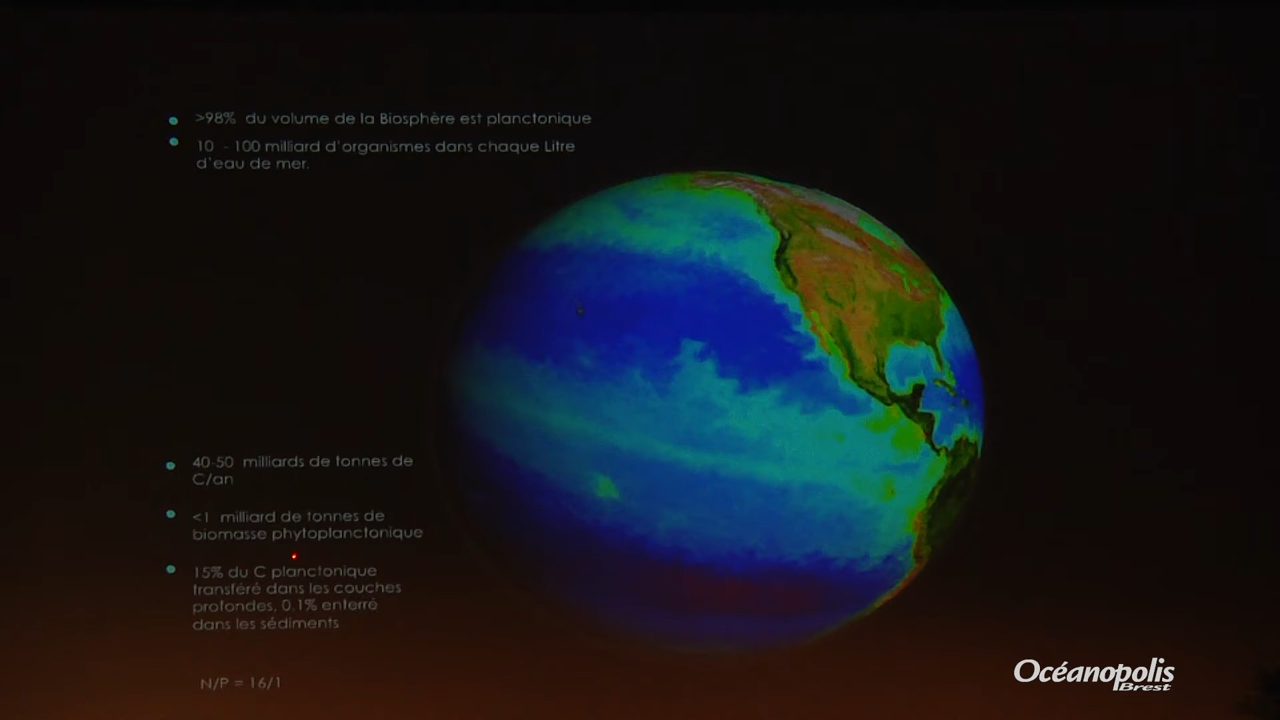 >98% du volume de la Biosphère est planctonique
10 - 100 milliard d'organismes dans chaque Litre
d'eau de mer.
40-50 milliards de tonnes de
C/an
<1 milliard de tonnes de
biomasse phytoplanctonique
15% du C planctonique
transféré dans les couches
profondes, 0.1% enterré
dans les sédiments
N/P = 16/1
Océanopolis
Brest